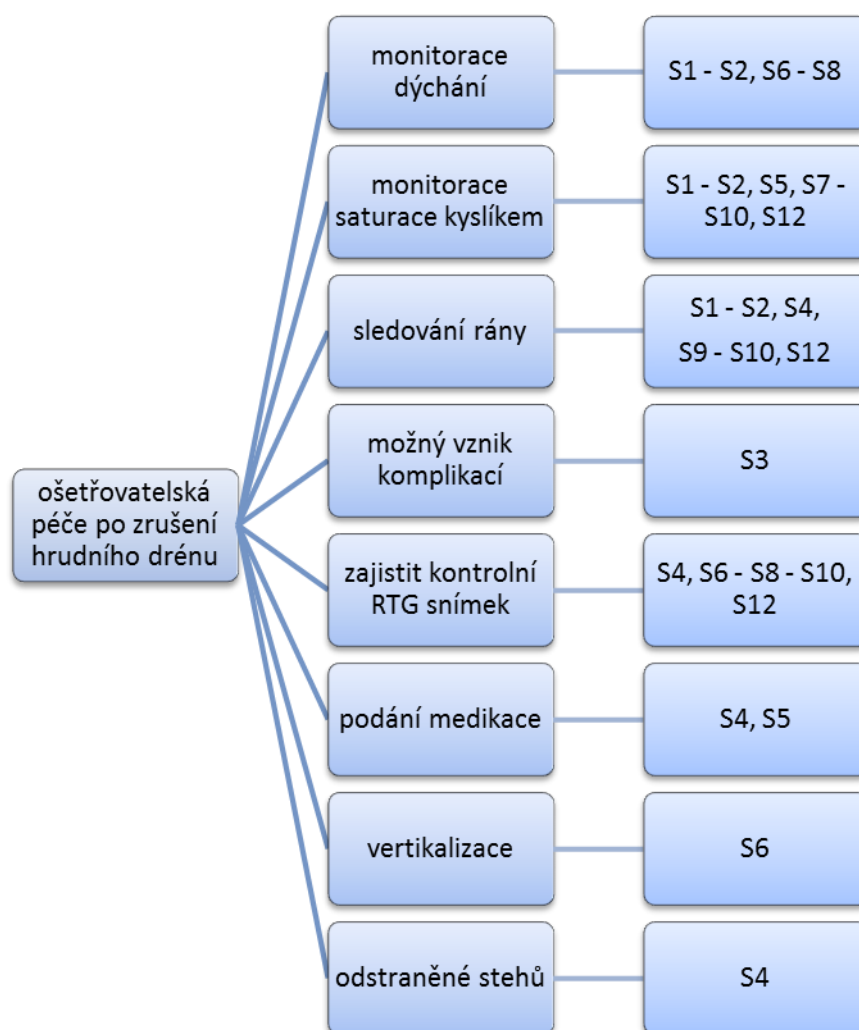 monitorace
dýchání
S1 - S2, S6 - S8
monitorace
saturace kyslíkem
S1 - S2, S5, S7 -
S10, S12
sledování rány
S1 - S2, S4,
S9 - S10, S12
možný vznik
komplikací
S3
ošetřovatelská
péče po zrušení
hrudního drénu
zajistit kontrolní
RTG snímek
S4, S6 - S8 - S10,
S12
podání medikace
S4, S5
vertikalizace
S6
odstraněné stehů
S4